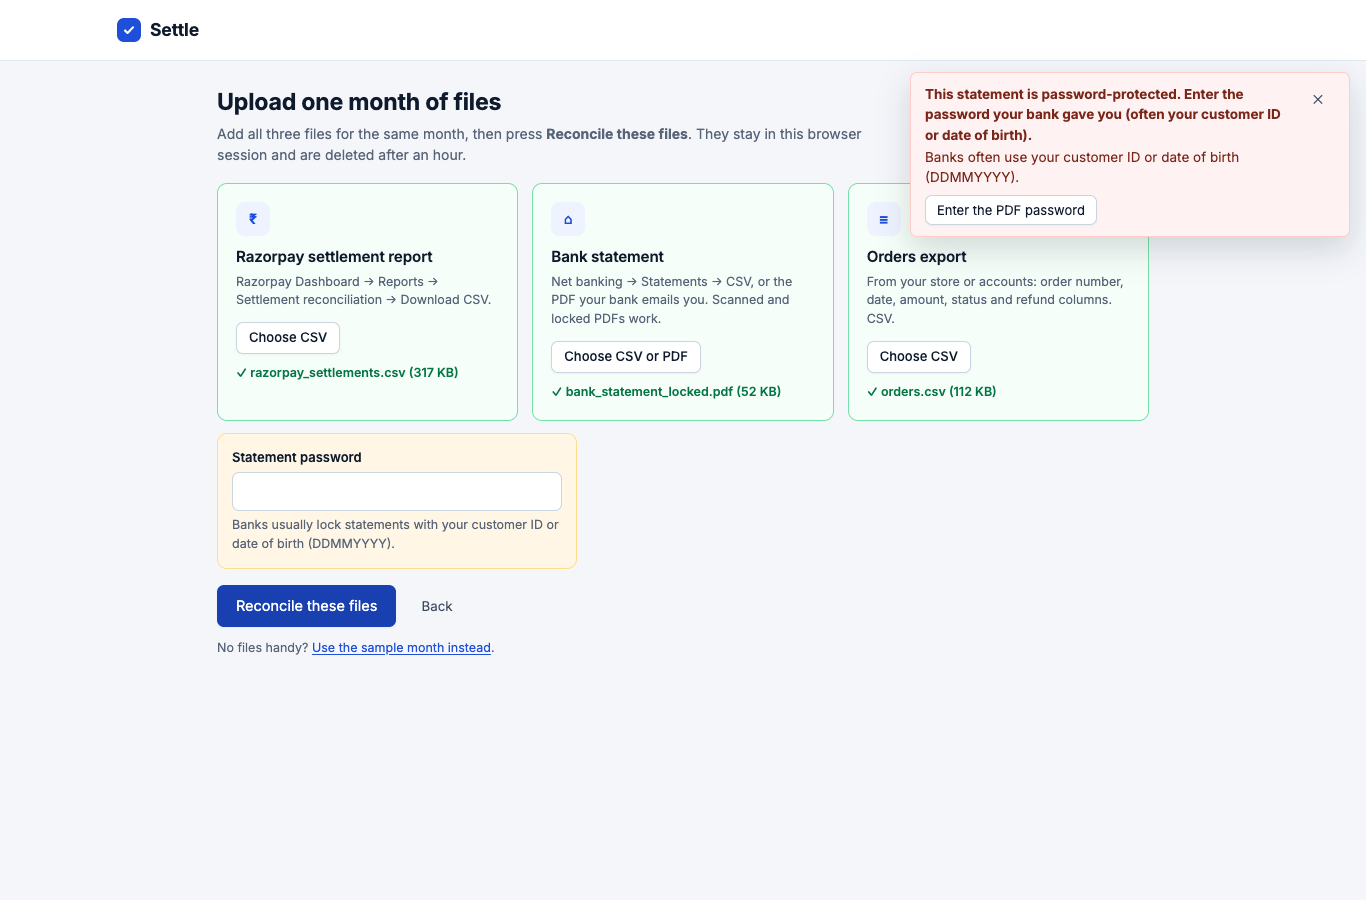 Settle
This statement is password-protected. Enter the
password your bank gave you (often your customer ID
or date of birth).
Banks often use your customer ID or date of birth
(DDMMYYYY).
Enter the PDF password
Upload one month of files
Add all three files for the same month, then press Reconcile these files. They stay in this browser
session and are deleted after an hour.
₹
Razorpay settlement report
Razorpay Dashboard → Reports →
Settlement reconciliation → Download CSV.
Choose CSV
✓ razorpay_settlements.csv (317 KB)
Bank statement
Net banking → Statements → CSV, or the
PDF your bank emails you. Scanned and
locked PDFs work.
Choose CSV or PDF
✓ bank_statement_locked.pdf (52 KB)
Orders export
From your store or accounts: order number,
date, amount, status and refund columns.
CSV.
Choose CSV
✓ orders.csv (112 KB)
Statement password
Banks usually lock statements with your customer ID or
date of birth (DDMMYYYY).
Reconcile these files
Back
No files handy? Use the sample month instead.